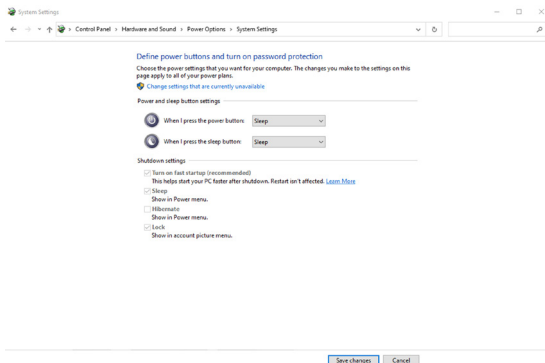 System Settings
Control Panel > Hardware and Sound > Power Options > System Settings
Define power buttons and turn on password protection
Choose the power settings that you want for your computer. The changes you make to the settings on this
page apply to all of your power plans.
Change settings that are currently unavailable
Power and sleep button settings
When I press the power button: Sleep
When I press the sleep button: Sleep
Shutdown settings
Turn on fast startup (recommended)
This helps start your PC faster after shutdown. Restart isn't affected. Learn More
Sleep
Show in Power menu.
Hibernate
Show in Power menu.
Lock
Show in account picture menu.
Save changes Cancel